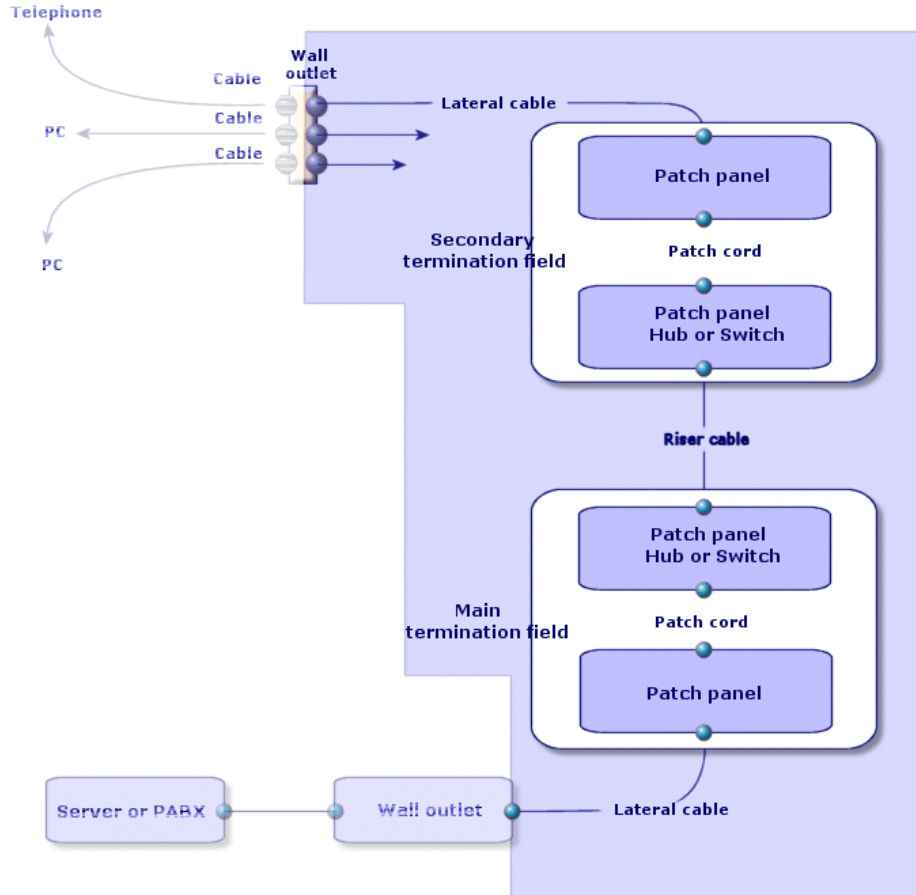 Telephone
Wall
outlet
Cable
Lateral cable
Cable
PC
Cable
Patch panel
Secondary
termination field
Patch cord
PC
Patch panel
Hub or Switch
Riser cable
Patch panel
Hub or Switch
Main
termination field
Patch cord
Patch panel
Server or PABX
Wall outlet
Lateral cable